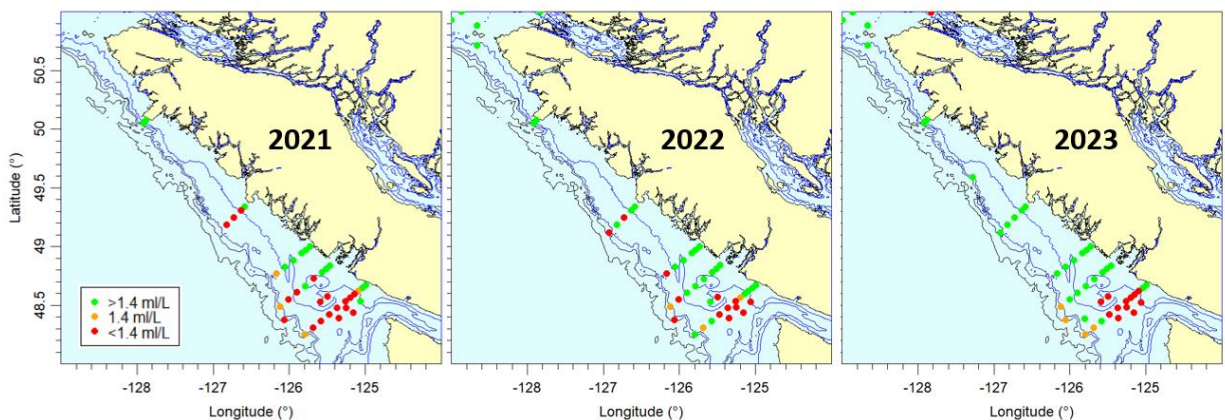 2021
2022
2023
Latitude (°)
50.5
50
49.5
49
48.5
>1.4 ml/L
1.4 ml/L
<1.4 ml/L
-128 -127 -126 -125
-128 -127 -126 -125
-128 -127 -126 -125
Longitude (°)
Longitude (°)
Longitude (°)